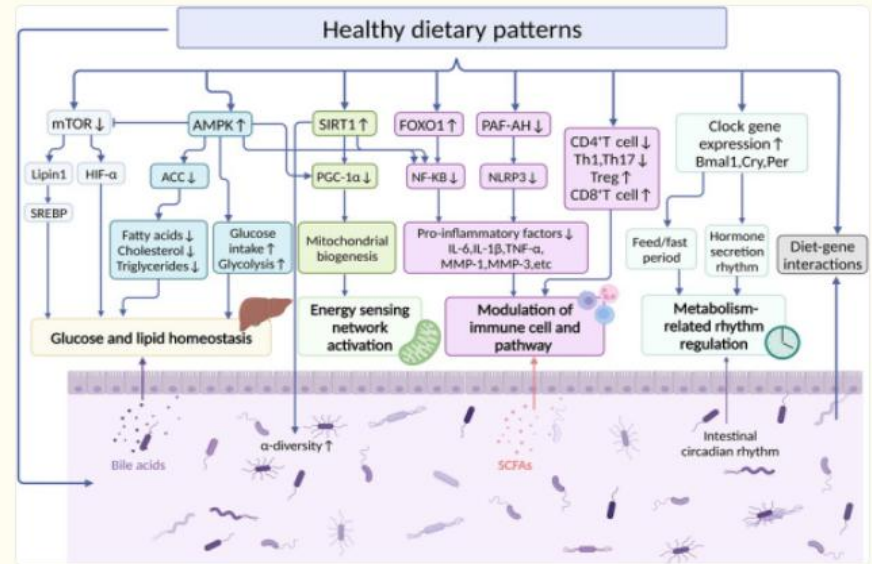 Healthy dietary patterns
mTOR ↓
AMPK ↑
SIRT1 ↑
FOXO1 ↑
PAF-AH ↓
CD4⁺T cell ↓
Th1,Th17 ↓
Treg ↑
CD8⁺T cell ↑
Clock gene
expression ↑
Bmal1,Cry,Per
Lipin1
HIF-α
ACC ↓
PGC-1α ↓
NF-KB ↓
NLRP3 ↓
SREBP
Fatty acids ↓
Cholesterol ↓
Triglycerides ↓
Glucose
intake ↑
Glycolysis ↑
Mitochondrial
biogenesis
Pro-inflammatory factors ↓
IL-6,IL-1β,TNF-α,
MMP-1,MMP-3,etc
Feed/fast
period
Hormone
secretion
rhythm
Diet-gene
interactions
Glucose and lipid homeostasis
Energy sensing
network
activation
Modulation of
immune cell and
pathway
Metabolism-
related rhythm
regulation
Bile acids
α-diversity ↑
SCFAs
Intestinal
circadian rhythm